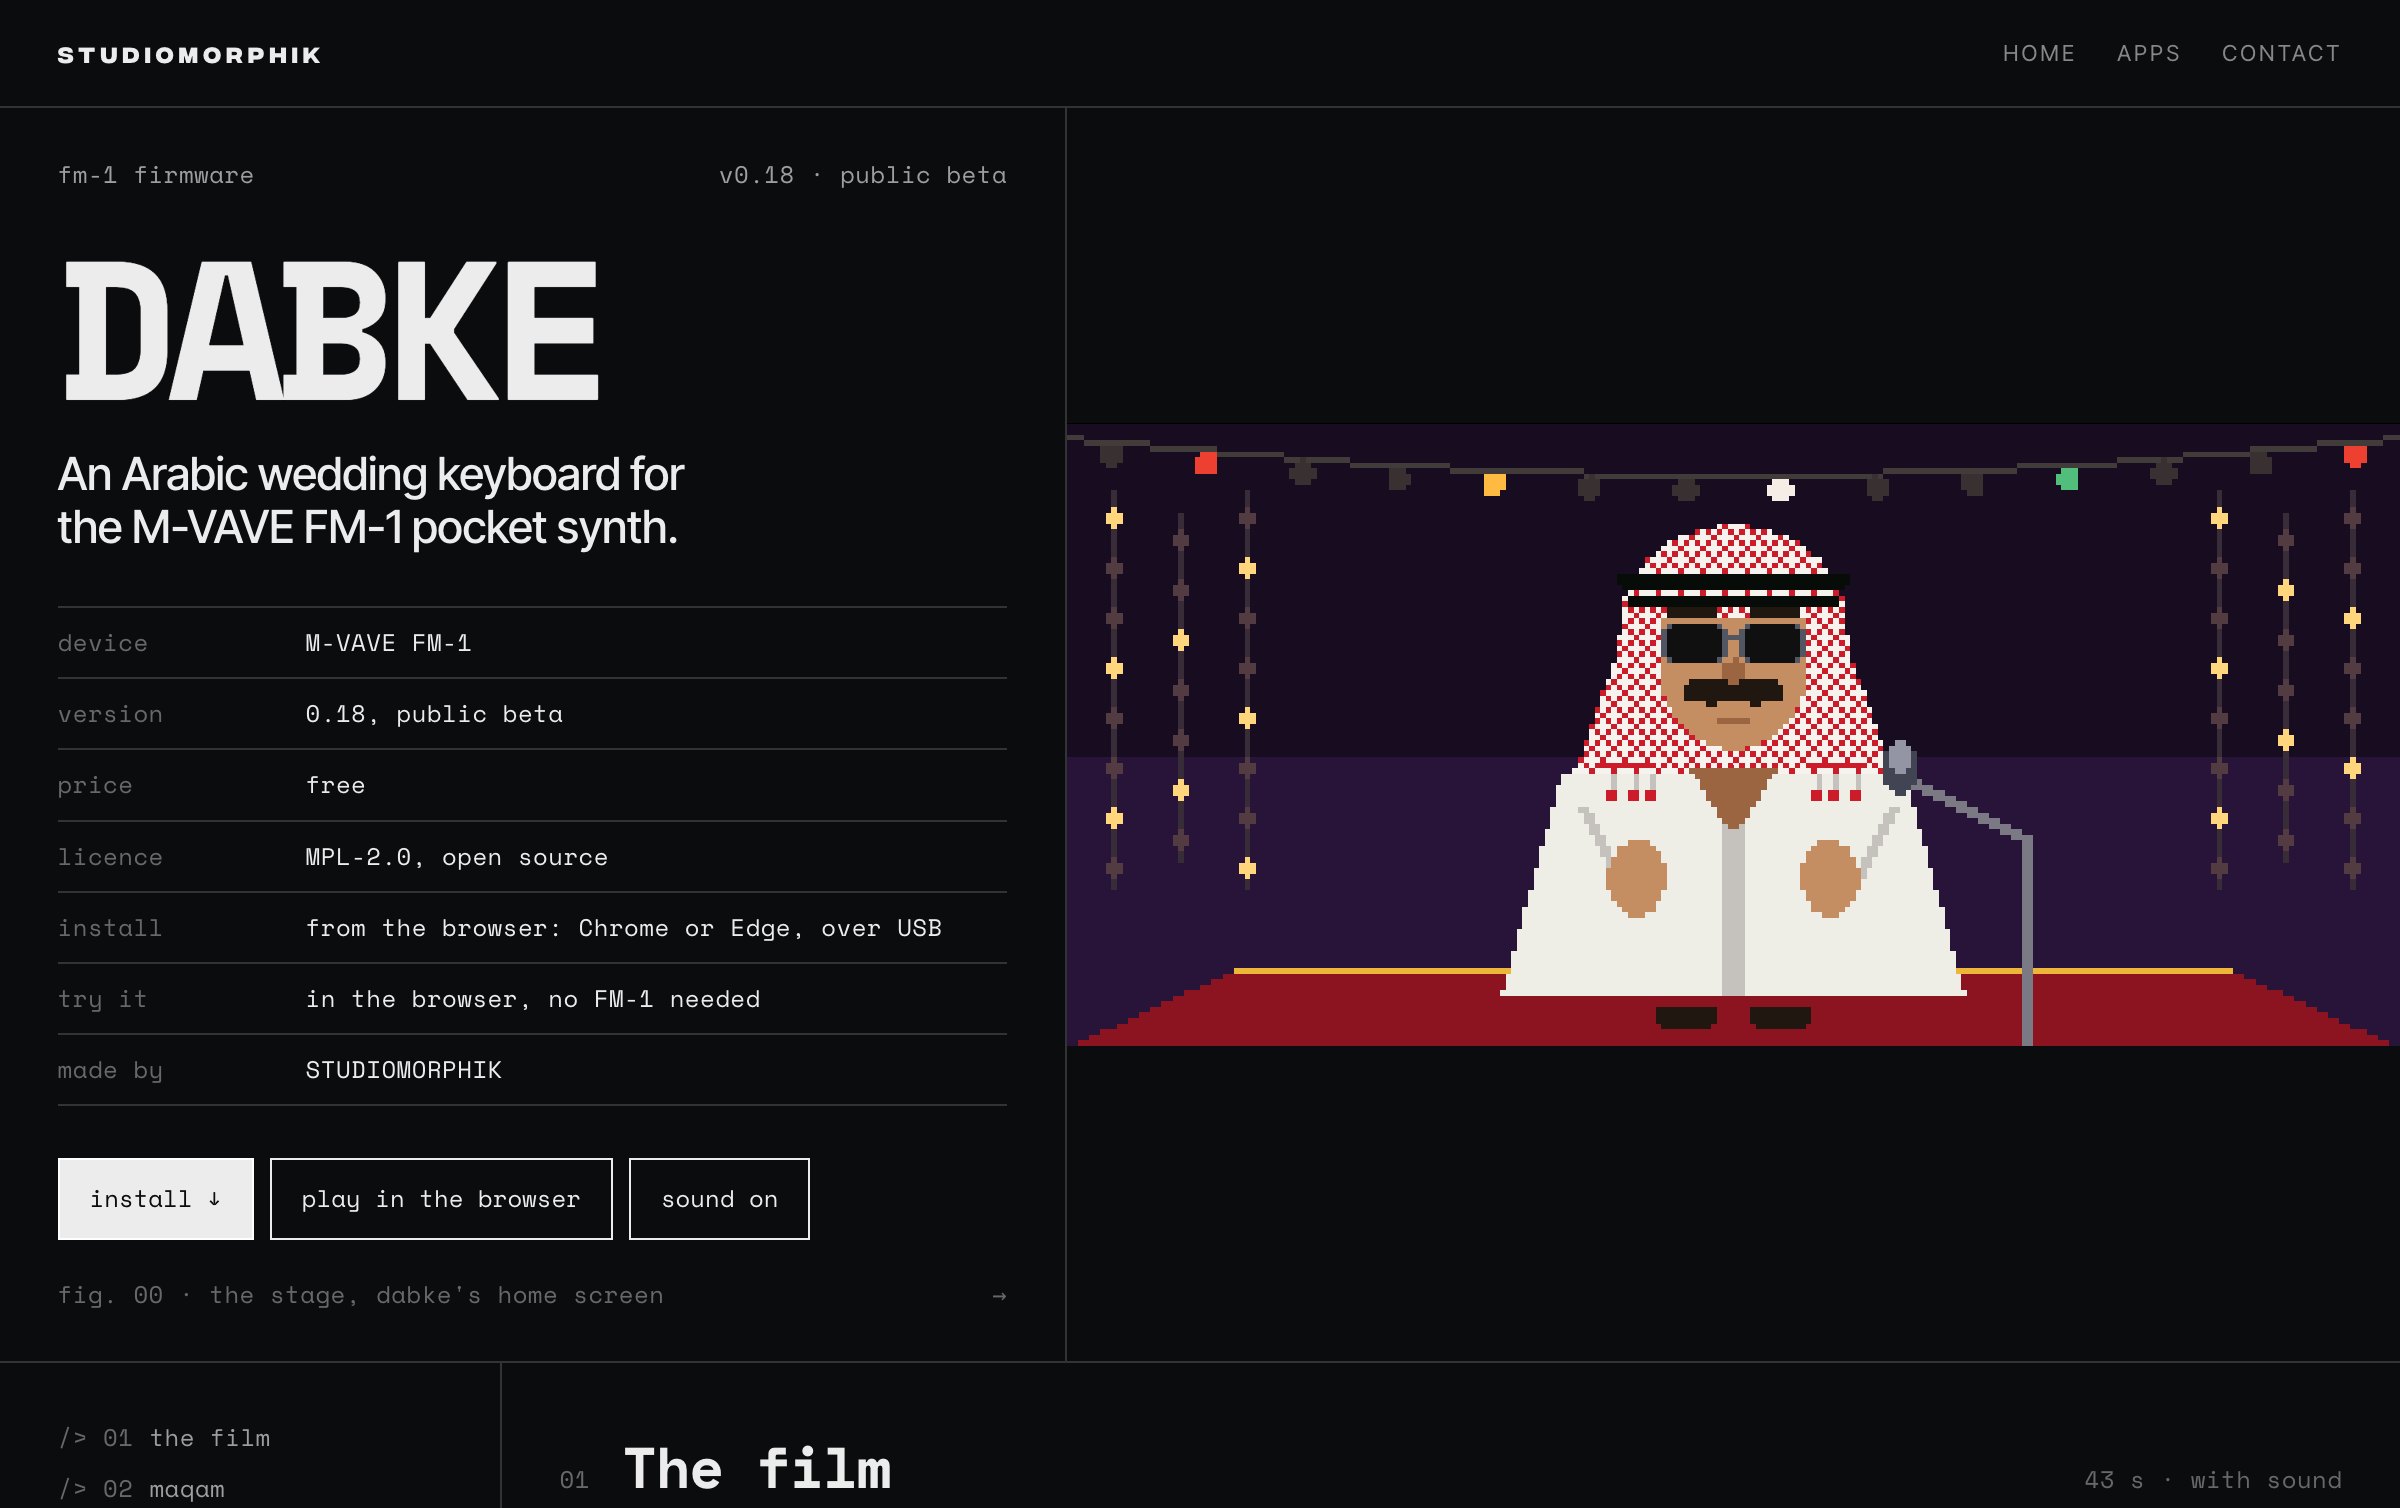 STUDIOMORPHIK
HOME APPS CONTACT
fm-1 firmware v0.18 · public beta
DABKE
An Arabic wedding keyboard for
the M-VAVE FM-1 pocket synth.
device M-VAVE FM-1
version 0.18, public beta
price free
licence MPL-2.0, open source
install from the browser: Chrome or Edge, over USB
try it in the browser, no FM-1 needed
made by STUDIOMORPHIK
install ↓ play in the browser sound on
fig. 00 · the stage, dabke's home screen →
/> 01 the film
/> 02 maqam
01 The film 43 s · with sound